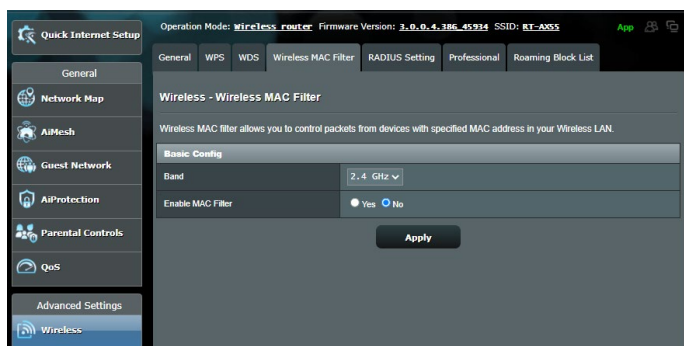 Quick Internet Setup
General
Network Map
AiMesh
Guest Network
AiProtection
Parental Controls
QoS
Advanced Settings
Wireless
Operation Mode: Wireless router Firmware Version: 3.0.0.4.386_45934 SSID: RT-AX55 App
General WPS WDS Wireless MAC Filter RADIUS Setting Professional Roaming Block List
Wireless - Wireless MAC Filter
Wireless MAC filter allows you to control packets from devices with specified MAC address in your Wireless LAN.
Basic Config
Band 2.4 GHz
Enable MAC Filter Yes No
Apply